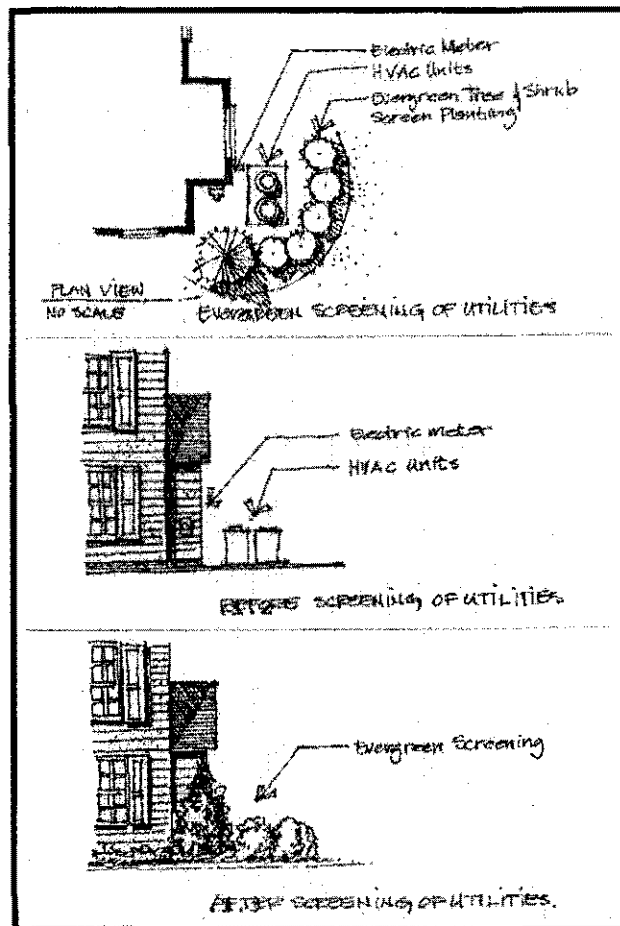 Electric Meter
HVAC Units
Evergreen Tree & Shrub
Screen Planting
PLAN VIEW
NO SCALE
EVERGREEN SCREENING OF UTILITIES
Electric meter
HVAC Units
BEFORE SCREENING OF UTILITIES
Evergreen Screening
AFTER SCREENING OF UTILITIES.